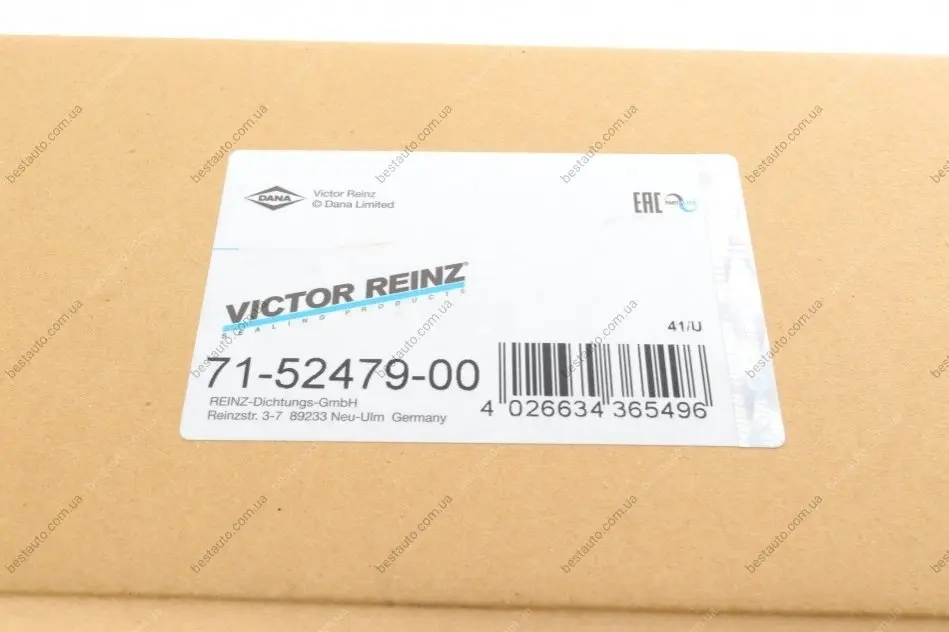 DANA
Victor Reinz
© Dana Limited
EAC
VICTOR REINZ®
SEALING PRODUCTS
41/U
71-52479-00
REINZ-Dichtungs-GmbH
Reinzstr. 3-7 89233 Neu-Ulm Germany
4 026634 365496
bestauto.com.ua